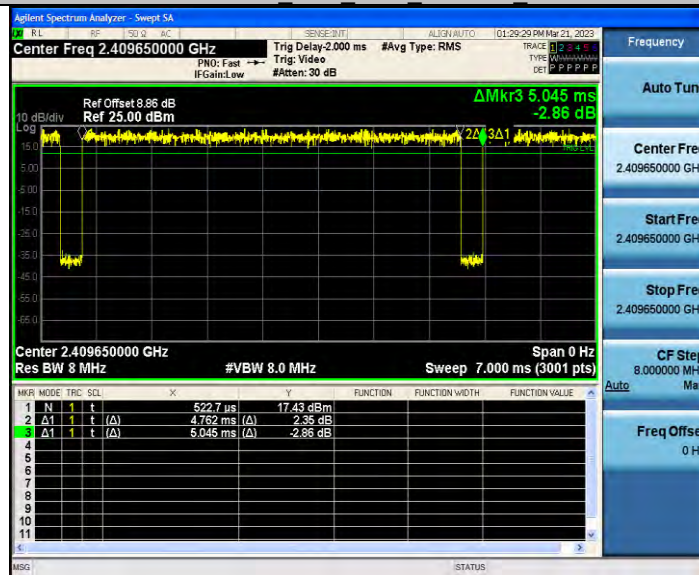 Agilent Spectrum Analyzer - Swept SA
RL RF 50 Ω AC SENSE:INT ALIGN AUTO 01:29:29 PM Mar 21, 2023
Center Freq 2.409650000 GHz
PNO: Fast
IFGain:Low
Trig Delay-2.000 ms
Trig: Video
#Atten: 30 dB
#Avg Type: RMS
TRACE 1 2 3 4 5 6
TYPE
DET P P P P P P
ΔMkr3 5.045 ms
-2.86 dB
Ref Offset 8.86 dB
10 dB/div Ref 25.00 dBm
Log
15.0
5.00
-5.00
-15.0
-25.0
-35.0
-45.0
-55.0
-65.0
2Δ1 3Δ1
TRIG LVL
Center 2.409650000 GHz Span 0 Hz
Res BW 8 MHz #VBW 8.0 MHz Sweep 7.000 ms (3001 pts)
MKR MODE TRC SCL X Y FUNCTION FUNCTION WIDTH FUNCTION VALUE
1 N 1 t 522.7 µs 17.43 dBm
2 Δ1 1 t (Δ) 4.762 ms (Δ) 2.35 dB
3 Δ1 1 t (Δ) 5.045 ms (Δ) -2.86 dB
4
5
6
7
8
9
10
11
MSG STATUS
Frequency
Auto Tun
Center Fre
2.409650000 GH
Start Fre
2.409650000 GH
Stop Fre
2.409650000 GH
CF Step
8.000000 MH
Auto Ma
Freq Offse
0 H